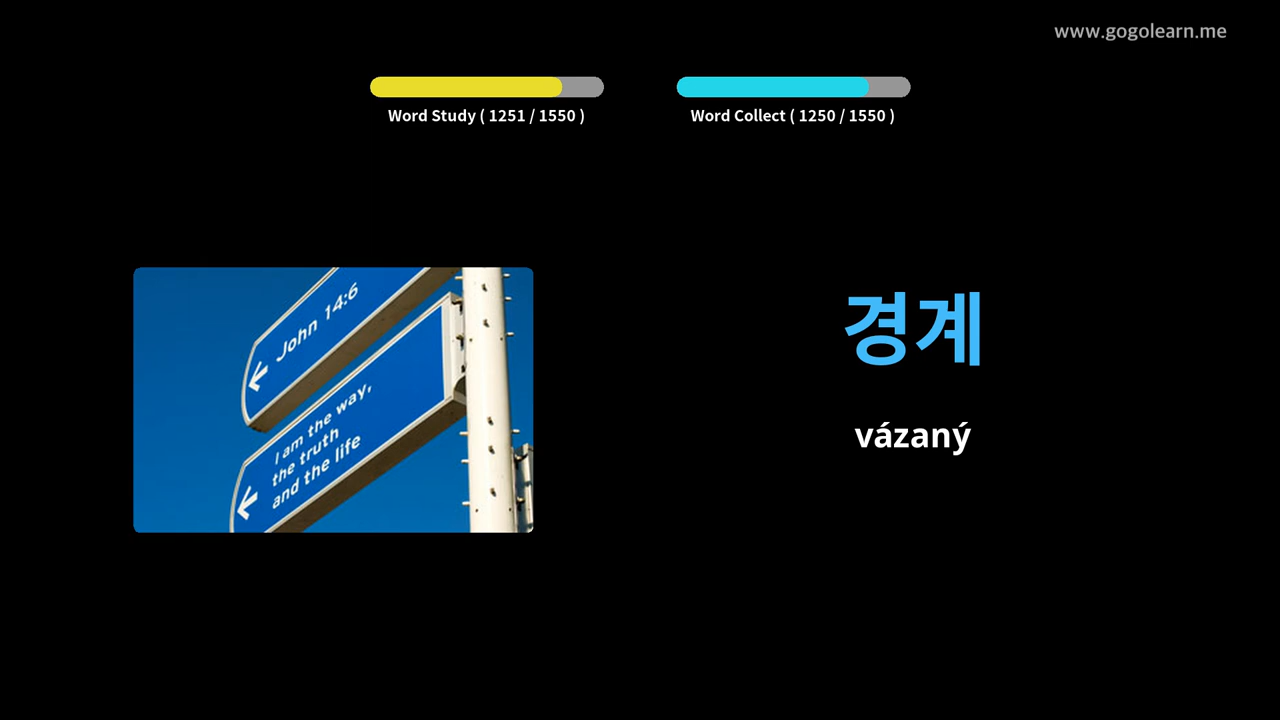 www.gogolearn.me
Word Study ( 1251 / 1550 )
Word Collect ( 1250 / 1550 )
John 14:6
I am the way,
the truth
and the life
경계
vázaný